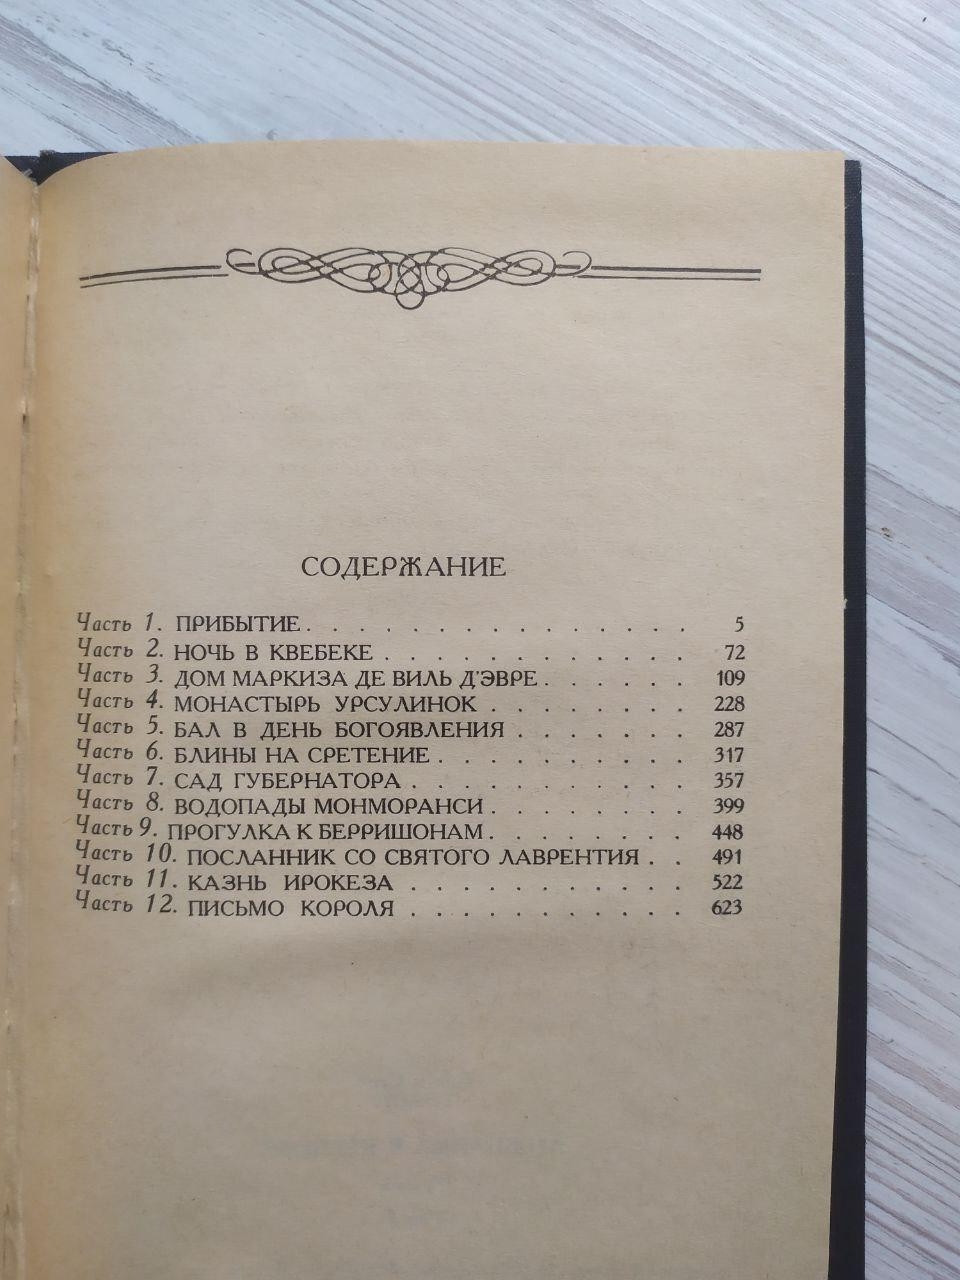 СОДЕРЖАНИЕ
Часть 1. ПРИБЫТИЕ . . . . . . . . . . . . . . . 5
Часть 2. НОЧЬ В КВЕБЕКЕ . . . . . . . . . . . . 72
Часть 3. ДОМ МАРКИЗА ДЕ ВИЛЬ Д'ЭВРЕ . . . . . . 109
Часть 4. МОНАСТЫРЬ УРСУЛИНОК . . . . . . . . 228
Часть 5. БАЛ В ДЕНЬ БОГОЯВЛЕНИЯ . . . . . . . 287
Часть 6. БЛИНЫ НА СРЕТЕНИЕ . . . . . . . . . . 317
Часть 7. САД ГУБЕРНАТОРА . . . . . . . . . . . 357
Часть 8. ВОДОПАДЫ МОНМОРАНСИ . . . . . . . . 399
Часть 9. ПРОГУЛКА К БЕРРИШОНАМ . . . . . . . . 448
Часть 10. ПОСЛАННИК СО СВЯТОГО ЛАВРЕНТИЯ . . 491
Часть 11. КАЗНЬ ИРОКЕЗА . . . . . . . . . . . 522
Часть 12. ПИСЬМО КОРОЛЯ . . . . . . . . . . . 623